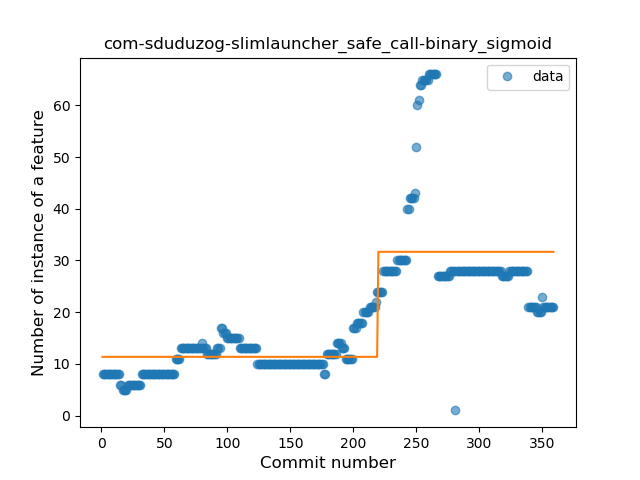 com-sduduzog-slimlauncher_safe_call-binary_sigmoid
data
Number of instance of a feature
60
50
40
30
20
10
0
0 50 100 150 200 250 300 350
Commit number